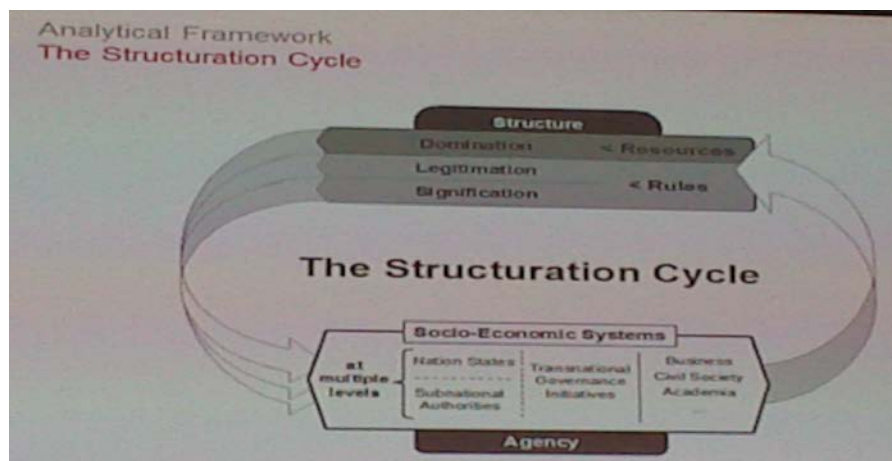 Analytical Framework
The Structuration Cycle
Structure
Domination < Resources
Legitimation
< Rules
Signification
The Structuration Cycle
Socio-Economic Systems
at multiple levels
Nation States
Subnational
Authorities
Transnational
Governance
Initiatives
Business
Civil Society
Academia
...
Agency